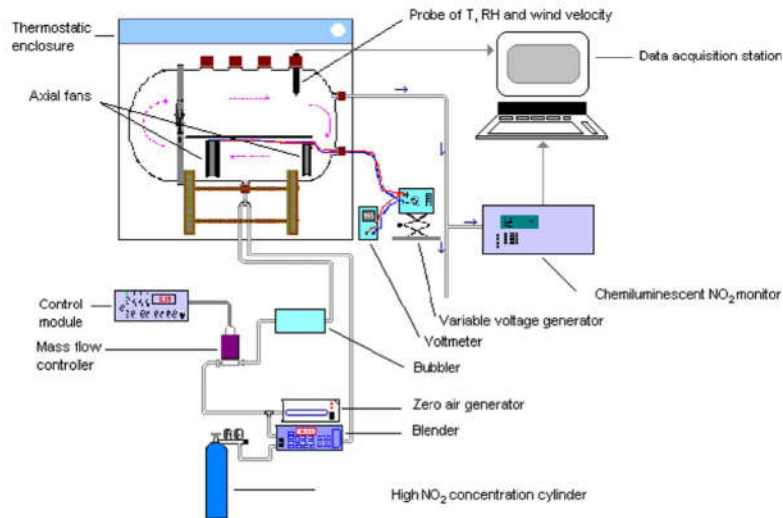 Thermostatic
enclosure
Probe of T, RH and wind velocity
Data acquisition station
Axial fans
Chemiluminescent NO₂ monitor
Variable voltage generator
Voltmeter
Control
module
Mass flow
controller
Bubbler
Zero air generator
Blender
High NO₂ concentration cylinder